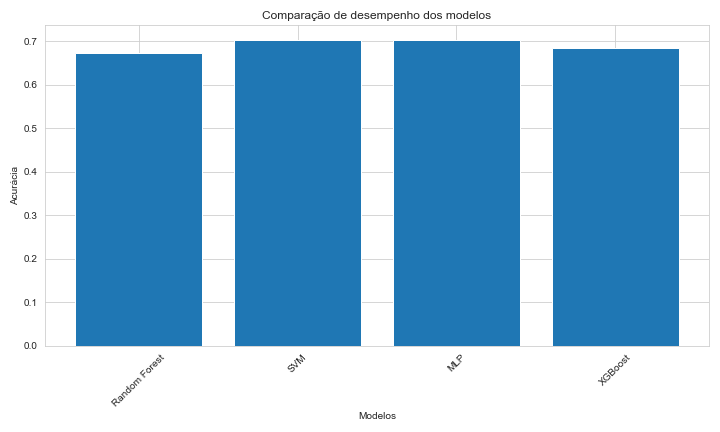 Comparação de desempenho dos modelos
Acurácia
0.7
0.6
0.5
0.4
0.3
0.2
0.1
0.0
Random Forest
SVM
MLP
XGBoost
Modelos